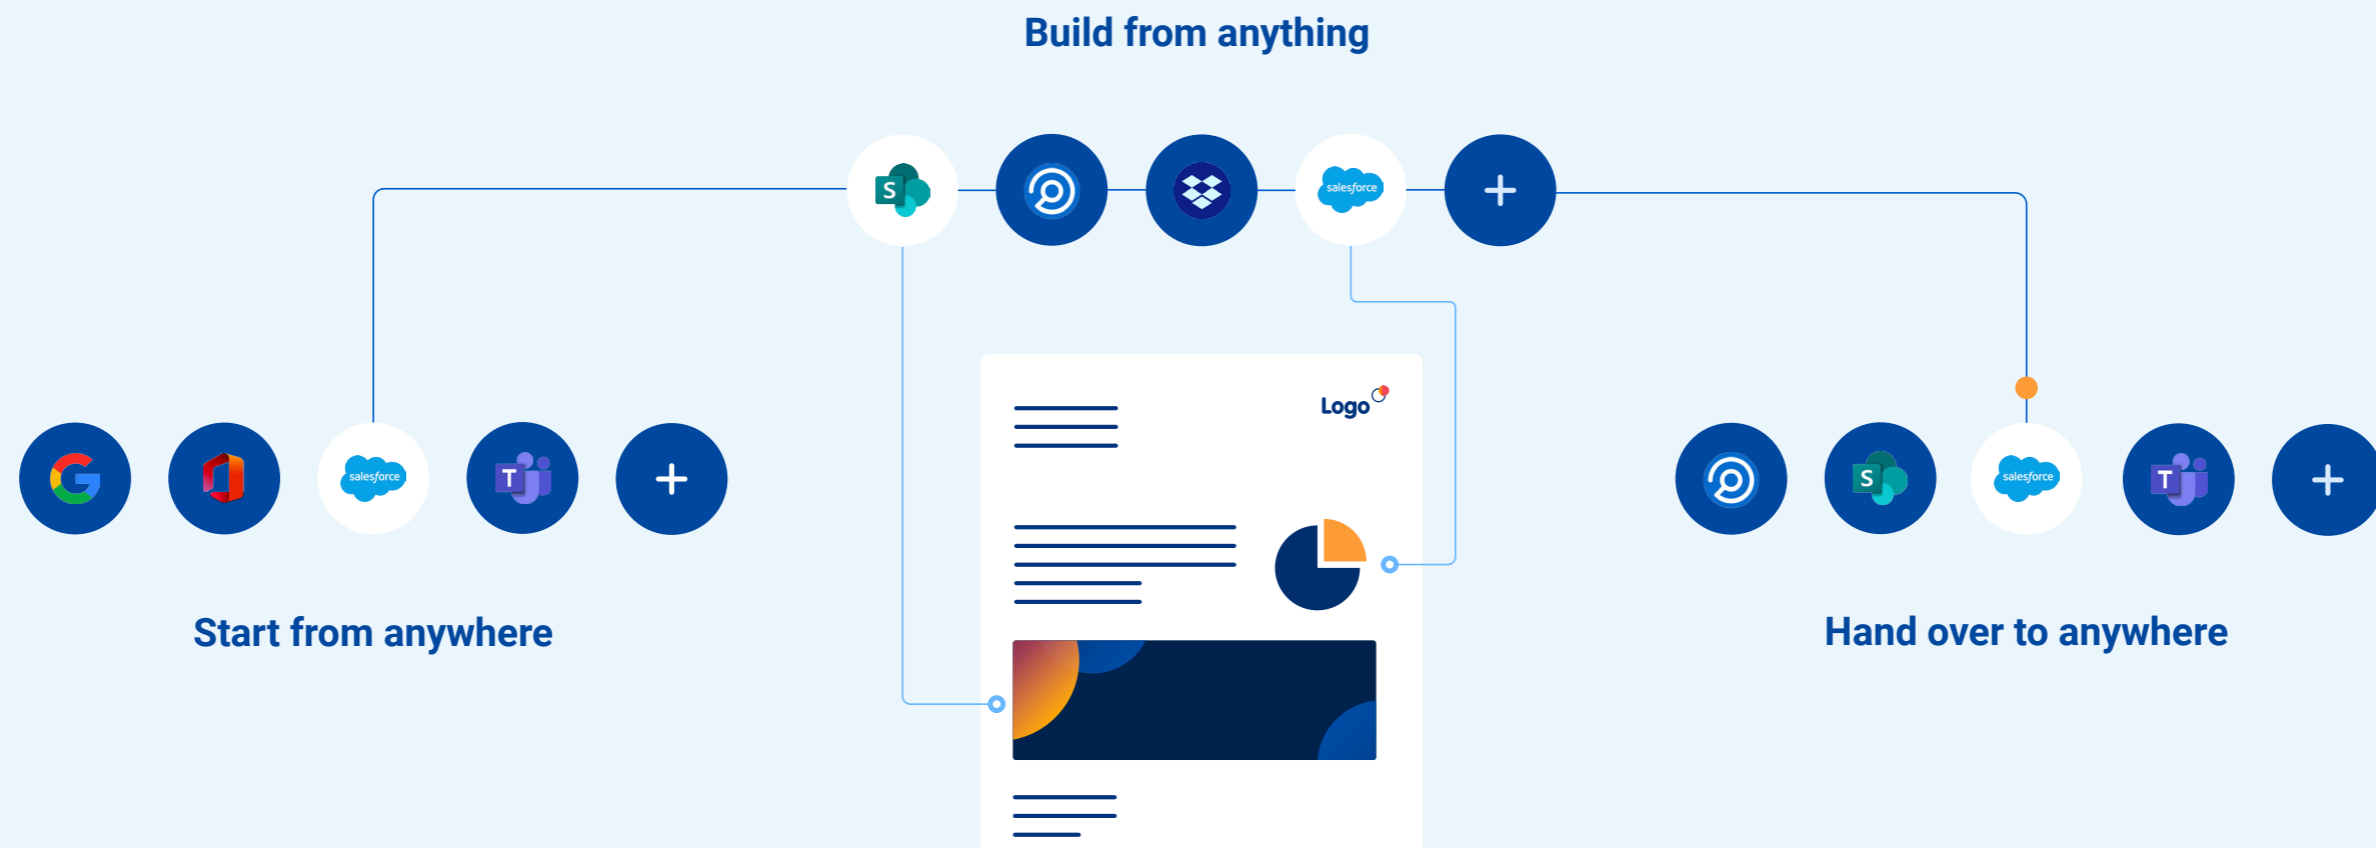 Build from anything
S
salesforce
Logo
salesforce
T
S
salesforce
T
Start from anywhere
Hand over to anywhere